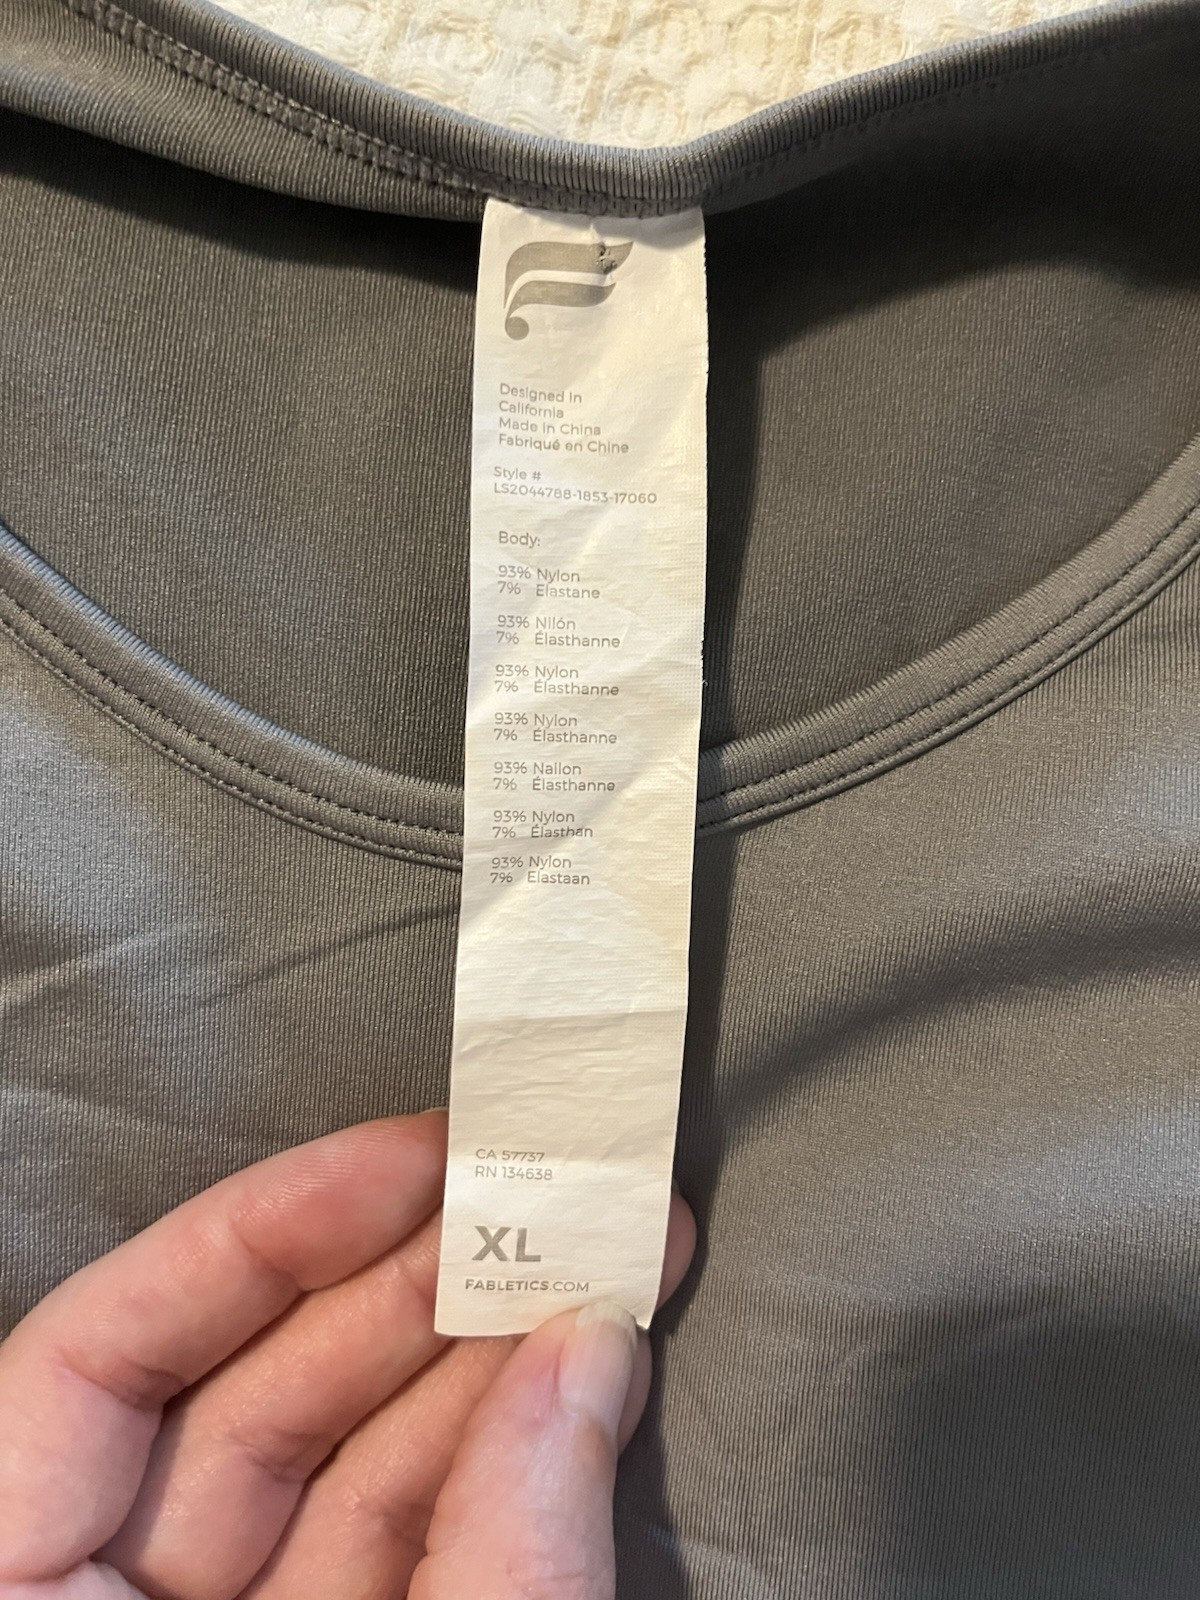 Designed in
California
Made in China
Fabriqué en Chine
Style #
LS2044788-1853-17060
Body:
93% Nylon
7% Elastane
93% Nilón
7% Élasthanne
93% Nylon
7% Élasthanne
93% Nylon
7% Élasthanne
93% Nailon
7% Élasthanne
93% Nylon
7% Élasthan
93% Nylon
7% Elastaan
CA 57737
RN 134638
XL
FABLETICS.COM